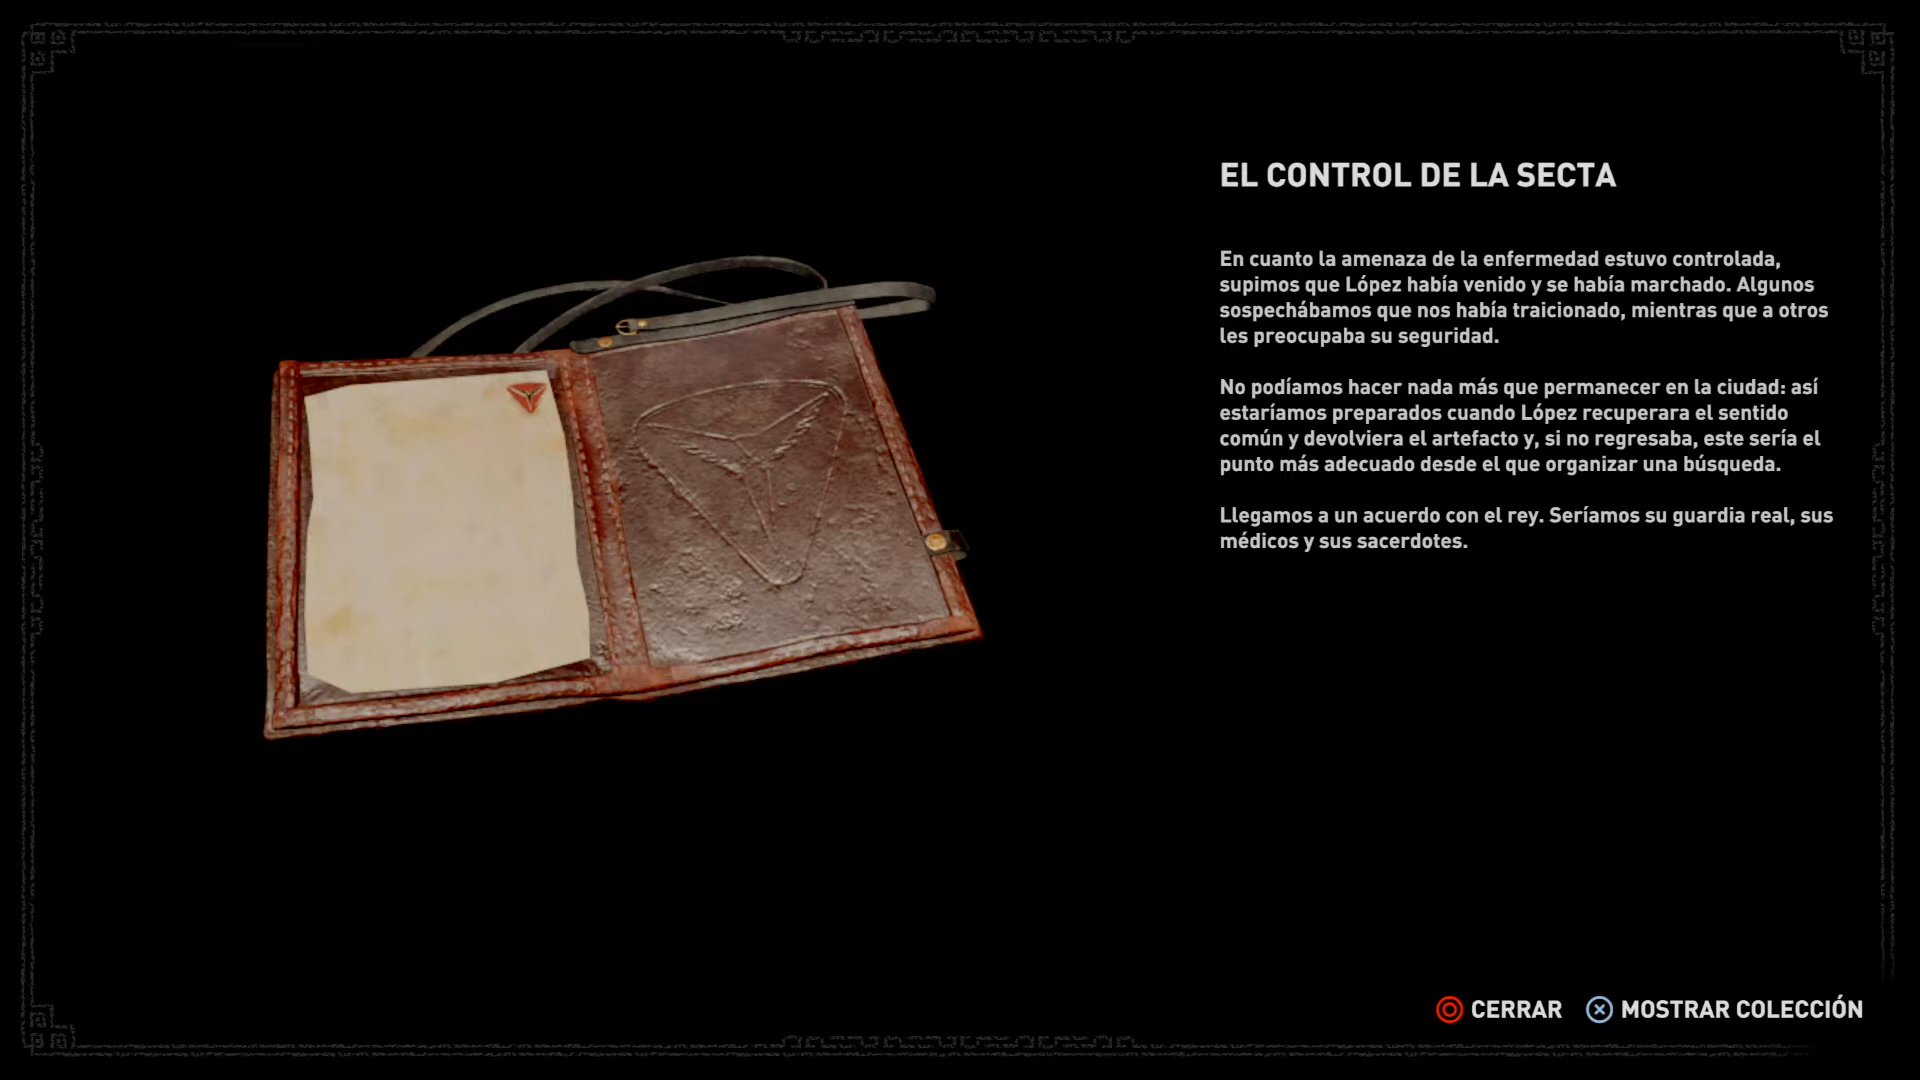 EL CONTROL DE LA SECTA
En cuanto la amenaza de la enfermedad estuvo controlada,
supimos que López había venido y se había marchado. Algunos
sospechábamos que nos había traicionado, mientras que a otros
les preocupaba su seguridad.
No podíamos hacer nada más que permanecer en la ciudad: así
estaríamos preparados cuando López recuperara el sentido
común y devolviera el artefacto y, si no regresaba, este sería el
punto más adecuado desde el que organizar una búsqueda.
Llegamos a un acuerdo con el rey. Seríamos su guardia real, sus
médicos y sus sacerdotes.
CERRAR MOSTRAR COLECCIÓN